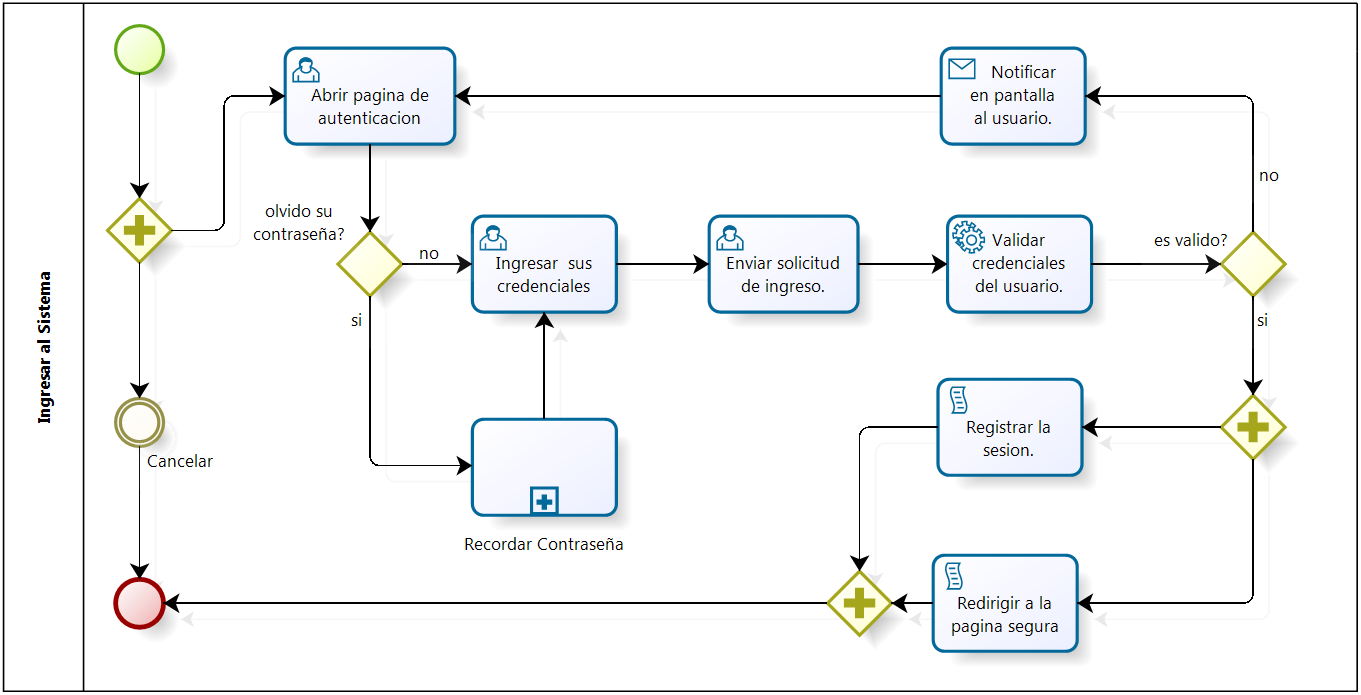 Ingresar al Sistema
Abrir pagina de
autenticacion
Notificar
en pantalla
al usuario.
no
olvido su
contraseña?
no
si
Ingresar sus
credenciales
Enviar solicitud
de ingreso.
Validar
credenciales
del usuario.
es valido?
si
Cancelar
Recordar Contraseña
Registrar la
sesion.
Redirigir a la
pagina segura